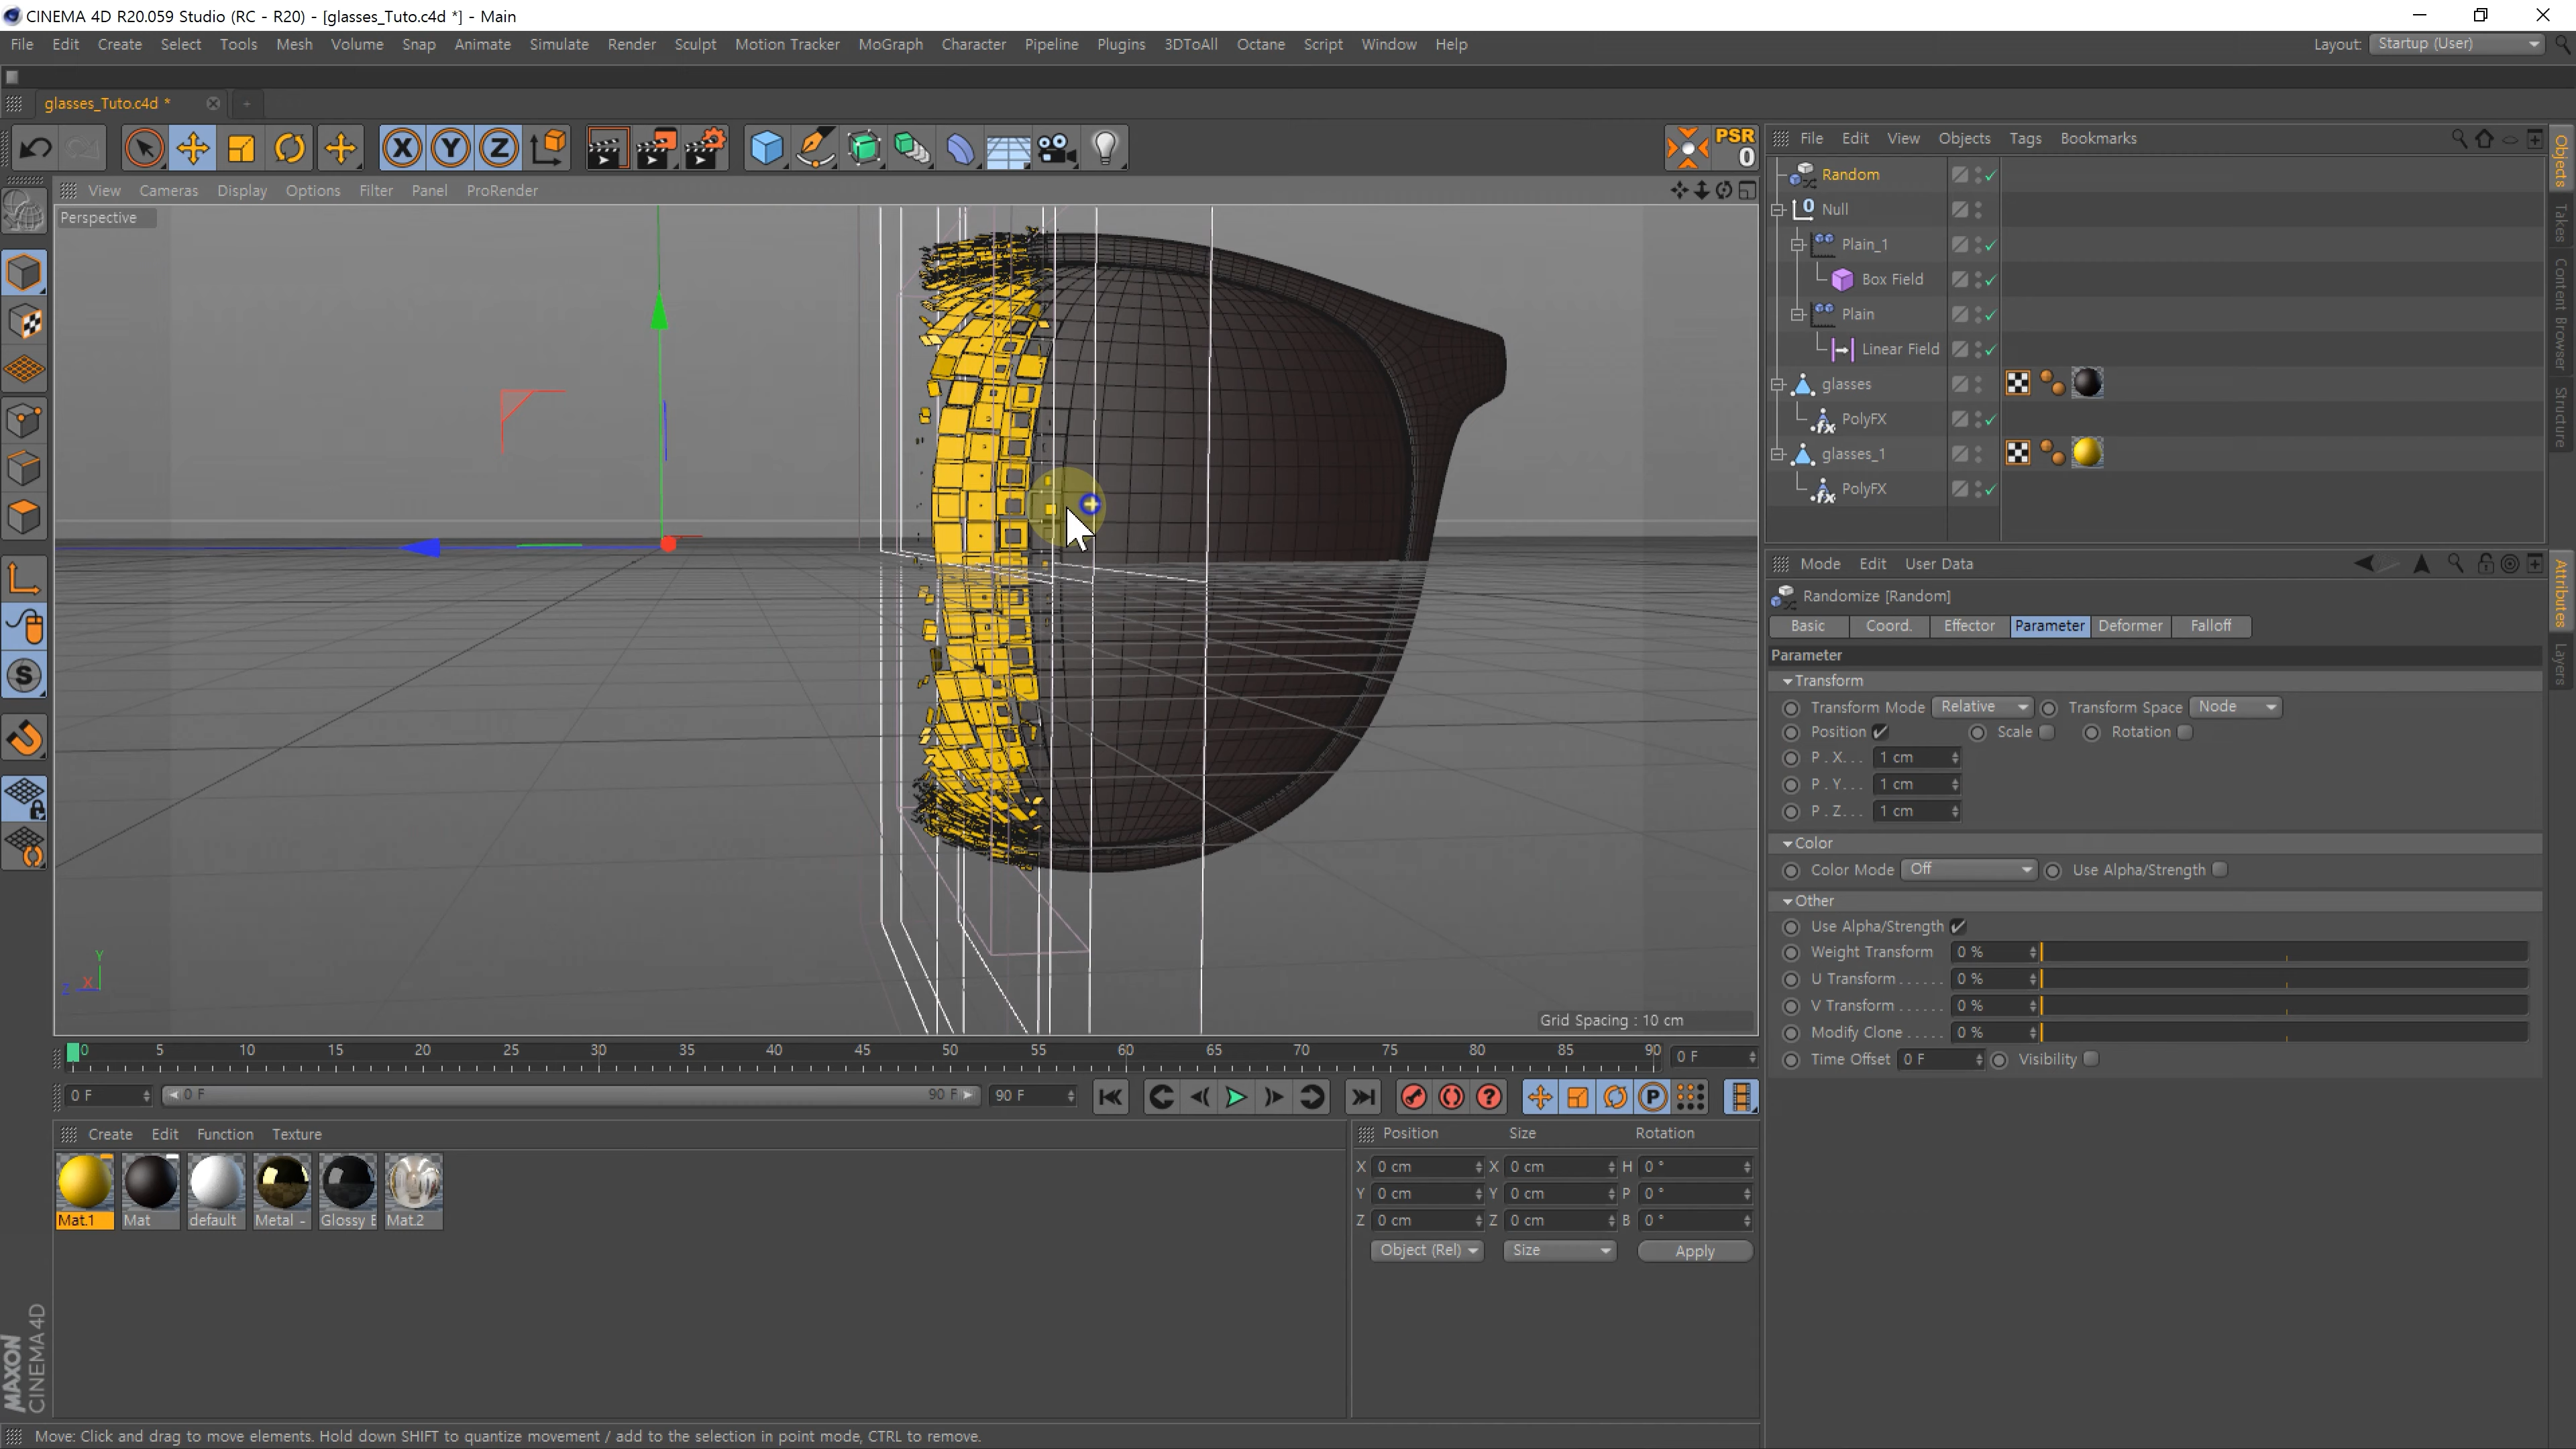 CINEMA 4D R20.059 Studio (RC - R20) - [glasses_Tuto.c4d *] - Main
File Edit Create Select Tools Mesh Volume Snap Animate Simulate Render Sculpt Motion Tracker MoGraph Character Pipeline Plugins 3DToAll Octane Script Window Help
Layout: Startup (User)
glasses_Tuto.c4d *
X Y Z
PSR
0
View Cameras Display Options Filter Panel ProRender
Perspective
Grid Spacing : 10 cm
Y
X
Z
S
File Edit View Objects Tags Bookmarks
Random
0 Null
Plain_1
Box Field
Plain
Linear Field
glasses
PolyFX
glasses_1
PolyFX
Objects
Takes
Content Browser
Structure
Mode Edit User Data
Randomize [Random]
Basic Coord. Effector Parameter Deformer Falloff
Parameter
Transform
Transform Mode Relative Transform Space Node
Position Scale Rotation
P . X . . . 1 cm
P . Y . . . 1 cm
P . Z . . . 1 cm
Color
Color Mode Off Use Alpha/Strength
Other
Use Alpha/Strength
Weight Transform 0 %
U Transform . . . . . . 0 %
V Transform . . . . . . 0 %
Modify Clone . . . . . 0 %
Time Offset 0 F Visibility
Attributes
Layers
0 5 10 15 20 25 30 35 40 45 50 55 60 65 70 75 80 85 90 0 F
0 F 0 F 90 F 90 F
P
Create Edit Function Texture
Mat.1 Mat default Metal - Glossy E Mat.2
Position Size Rotation
X 0 cm X 0 cm H 0 °
Y 0 cm Y 0 cm P 0 °
Z 0 cm Z 0 cm B 0 °
Object (Rel) Size Apply
MAXON
CINEMA 4D
Move: Click and drag to move elements. Hold down SHIFT to quantize movement / add to the selection in point mode, CTRL to remove.